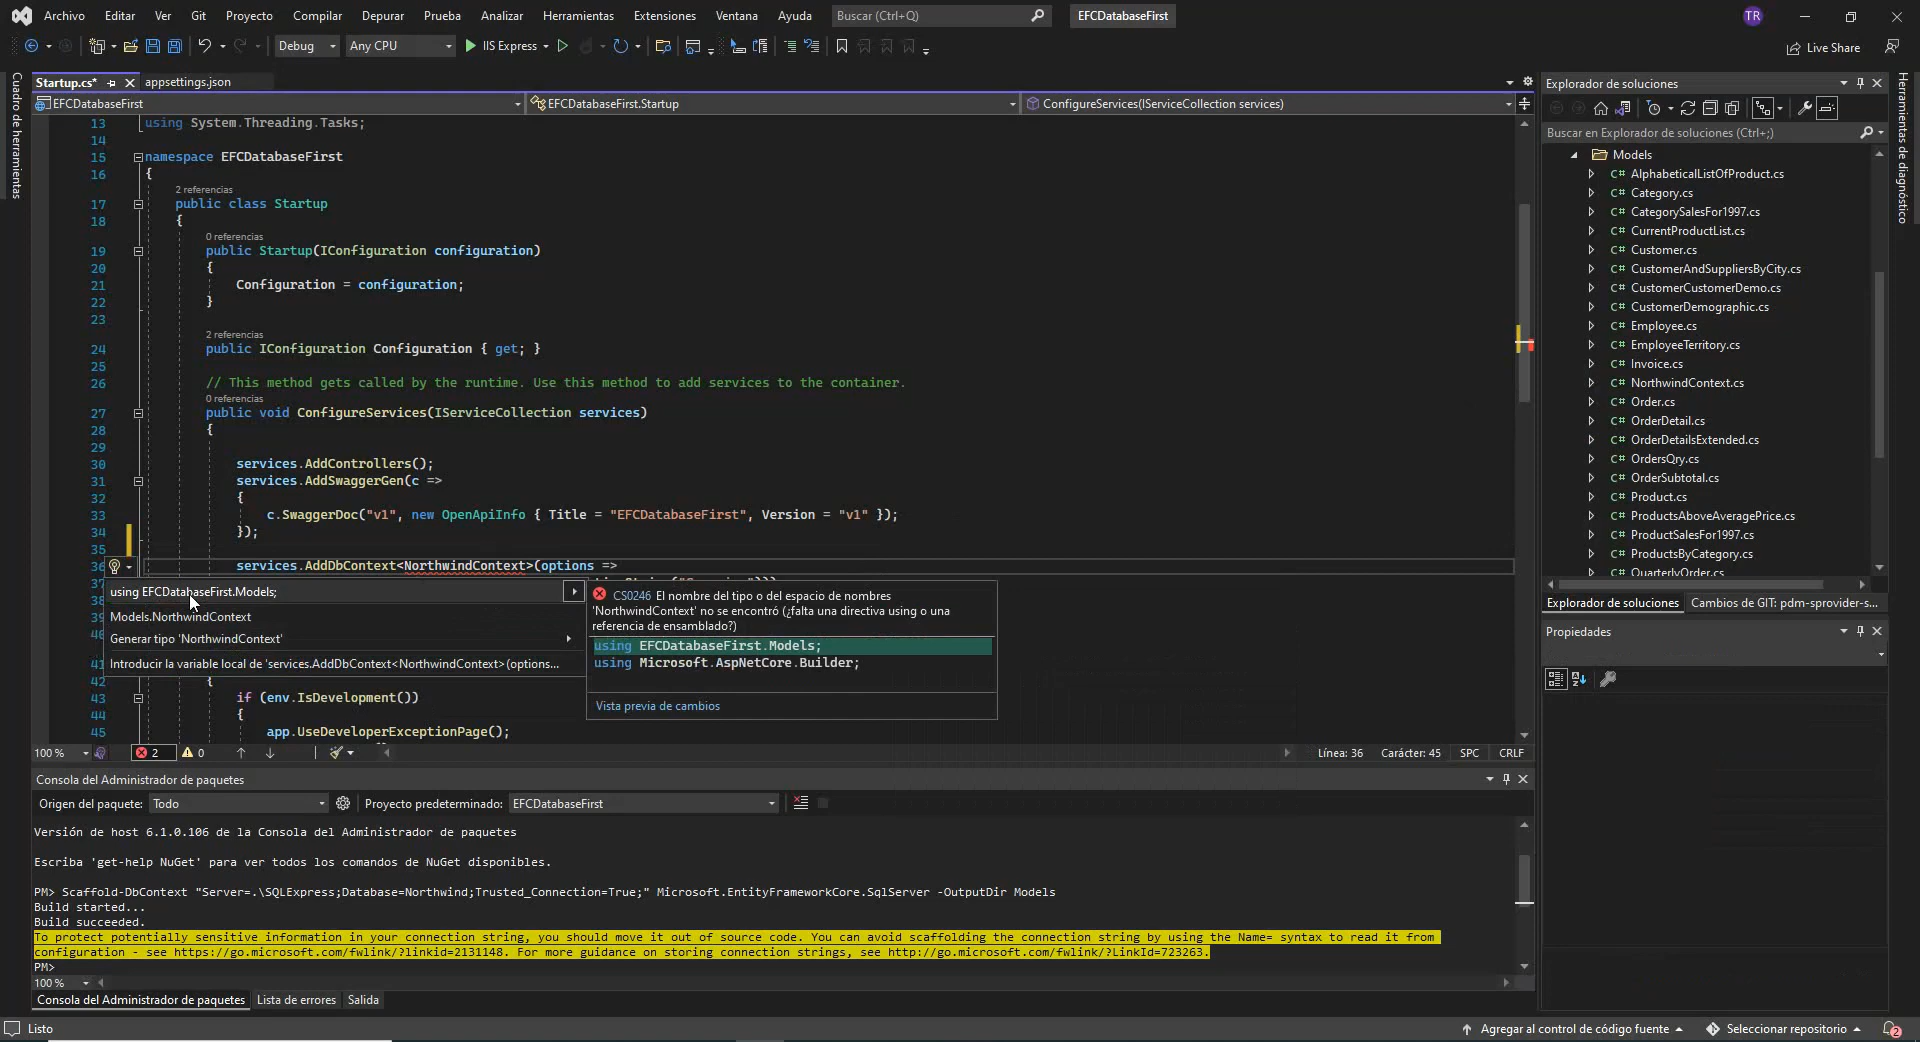 Archivo Editar Ver Git Proyecto Compilar Depurar Prueba Analizar Herramientas Extensiones Ventana Ayuda Buscar (Ctrl+Q) EFCDatabaseFirst TR
Debug Any CPU IIS Express Live Share
Cuadro de herramientas
Startup.cs* appsettings.json
EFCDatabaseFirst EFCDatabaseFirst.Startup ConfigureServices(IServiceCollection services)
13 using System.Threading.Tasks;
14
15 namespace EFCDatabaseFirst
16 {
2 referencias
17 public class Startup
18 {
0 referencias
19 public Startup(IConfiguration configuration)
20 {
21 Configuration = configuration;
22 }
23
2 referencias
24 public IConfiguration Configuration { get; }
25
26 // This method gets called by the runtime. Use this method to add services to the container.
0 referencias
27 public void ConfigureServices(IServiceCollection services)
28 {
29
30 services.AddControllers();
31 services.AddSwaggerGen(c =>
32 {
33 c.SwaggerDoc("v1", new OpenApiInfo { Title = "EFCDatabaseFirst", Version = "v1" });
34 });
35
36 services.AddDbContext<NorthwindContext>(options =>
using EFCDatabaseFirst.Models;
Models.NorthwindContext
Generar tipo 'NorthwindContext'
Introducir la variable local de 'services.AddDbContext<NorthwindContext>(options...
CS0246 El nombre del tipo o del espacio de nombres
'NorthwindContext' no se encontró (¿falta una directiva using o una
referencia de ensamblado?)
using EFCDatabaseFirst.Models;
using Microsoft.AspNetCore.Builder;
Vista previa de cambios
42 {
43 if (env.IsDevelopment())
44 {
45 app.UseDeveloperExceptionPage();
100 % 2 0 Línea: 36 Carácter: 45 SPC CRLF
Consola del Administrador de paquetes
Origen del paquete: Todo Proyecto predeterminado: EFCDatabaseFirst
Versión de host 6.1.0.106 de la Consola del Administrador de paquetes
Escriba 'get-help NuGet' para ver todos los comandos de NuGet disponibles.
PM> Scaffold-DbContext "Server=.\SQLExpress;Database=Northwind;Trusted_Connection=True;" Microsoft.EntityFrameworkCore.SqlServer -OutputDir Models
Build started...
Build succeeded.
To protect potentially sensitive information in your connection string, you should move it out of source code. You can avoid scaffolding the connection string by using the Name= syntax to read it from
configuration - see https://go.microsoft.com/fwlink/?linkid=2131148. For more guidance on storing connection strings, see http://go.microsoft.com/fwlink/?LinkId=723263.
PM>
100 %
Consola del Administrador de paquetes Lista de errores Salida
Explorador de soluciones
Buscar en Explorador de soluciones (Ctrl+;)
Models
C# AlphabeticalListOfProduct.cs
C# Category.cs
C# CategorySalesFor1997.cs
C# CurrentProductList.cs
C# Customer.cs
C# CustomerAndSuppliersByCity.cs
C# CustomerCustomerDemo.cs
C# CustomerDemographic.cs
C# Employee.cs
C# EmployeeTerritory.cs
C# Invoice.cs
C# NorthwindContext.cs
C# Order.cs
C# OrderDetail.cs
C# OrderDetailsExtended.cs
C# OrdersQry.cs
C# OrderSubtotal.cs
C# Product.cs
C# ProductsAboveAveragePrice.cs
C# ProductSalesFor1997.cs
C# ProductsByCategory.cs
C# QuarterlyOrder.cs
Explorador de soluciones Cambios de GIT: pdm-sprovider-s...
Propiedades
Herramientas de diagnóstico
Listo Agregar al control de código fuente Seleccionar repositorio 2